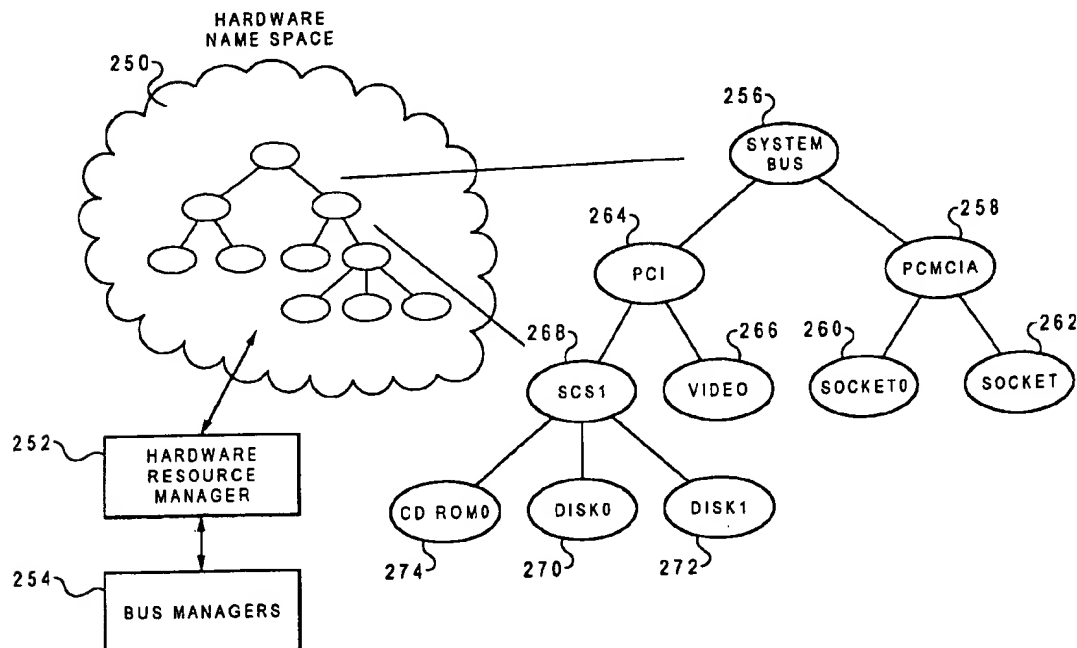 HARDWARE
NAME SPACE
250
256
SYSTEM
BUS
264
258
PCI
PCMCIA
268
266
260
262
SCS1
VIDEO
SOCKET0
SOCKET
252
HARDWARE
RESOURCE
MANAGER
CD ROM0
DISK0
DISK1
274
270
272
254
BUS MANAGERS